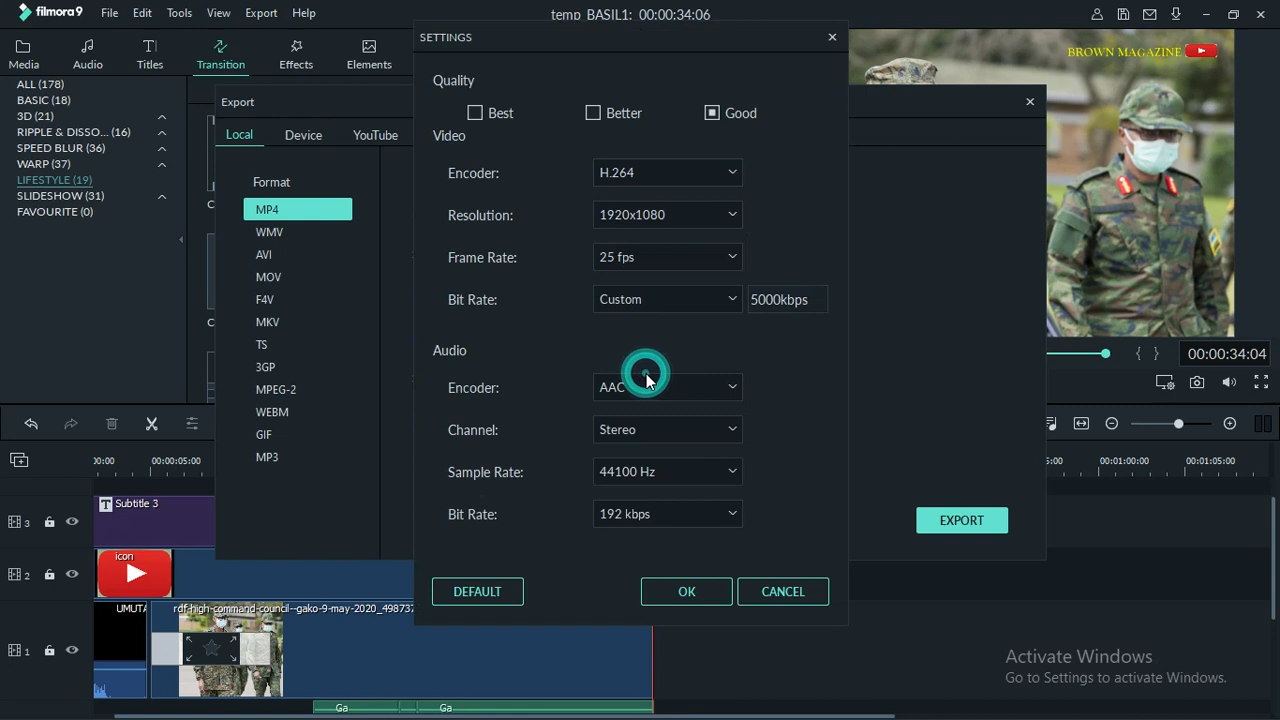 filmora9 File Edit Tools View Export Help temp_BASIL1: 00:00:34:06
Media Audio Titles Transition Effects Elements
ALL (178)
BASIC (18)
3D (21)
RIPPLE & DISSO... (16)
SPEED BLUR (36)
WARP (37)
LIFESTYLE (19)
SLIDESHOW (31)
FAVOURITE (0)
Export
Local Device YouTube
Format
MP4
WMV
AVI
MOV
F4V
MKV
TS
3GP
MPEG-2
WEBM
GIF
MP3
SETTINGS
Quality
Best Better Good
Video
Encoder: H.264
Resolution: 1920x1080
Frame Rate: 25 fps
Bit Rate: Custom 5000kbps
Audio
Encoder: AAC
Channel: Stereo
Sample Rate: 44100 Hz
Bit Rate: 192 kbps
DEFAULT OK CANCEL
EXPORT
BROWN MAGAZINE
{ } 00:00:34:04
00:00 00:00:05:00 5:00 00:01:00:00 00:01:05:00
3 T Subtitle 3
2 icon
1 UMUTA rdf-high-command-council--gako-9-may-2020_498737
Ga Ga
Activate Windows
Go to Settings to activate Windows.